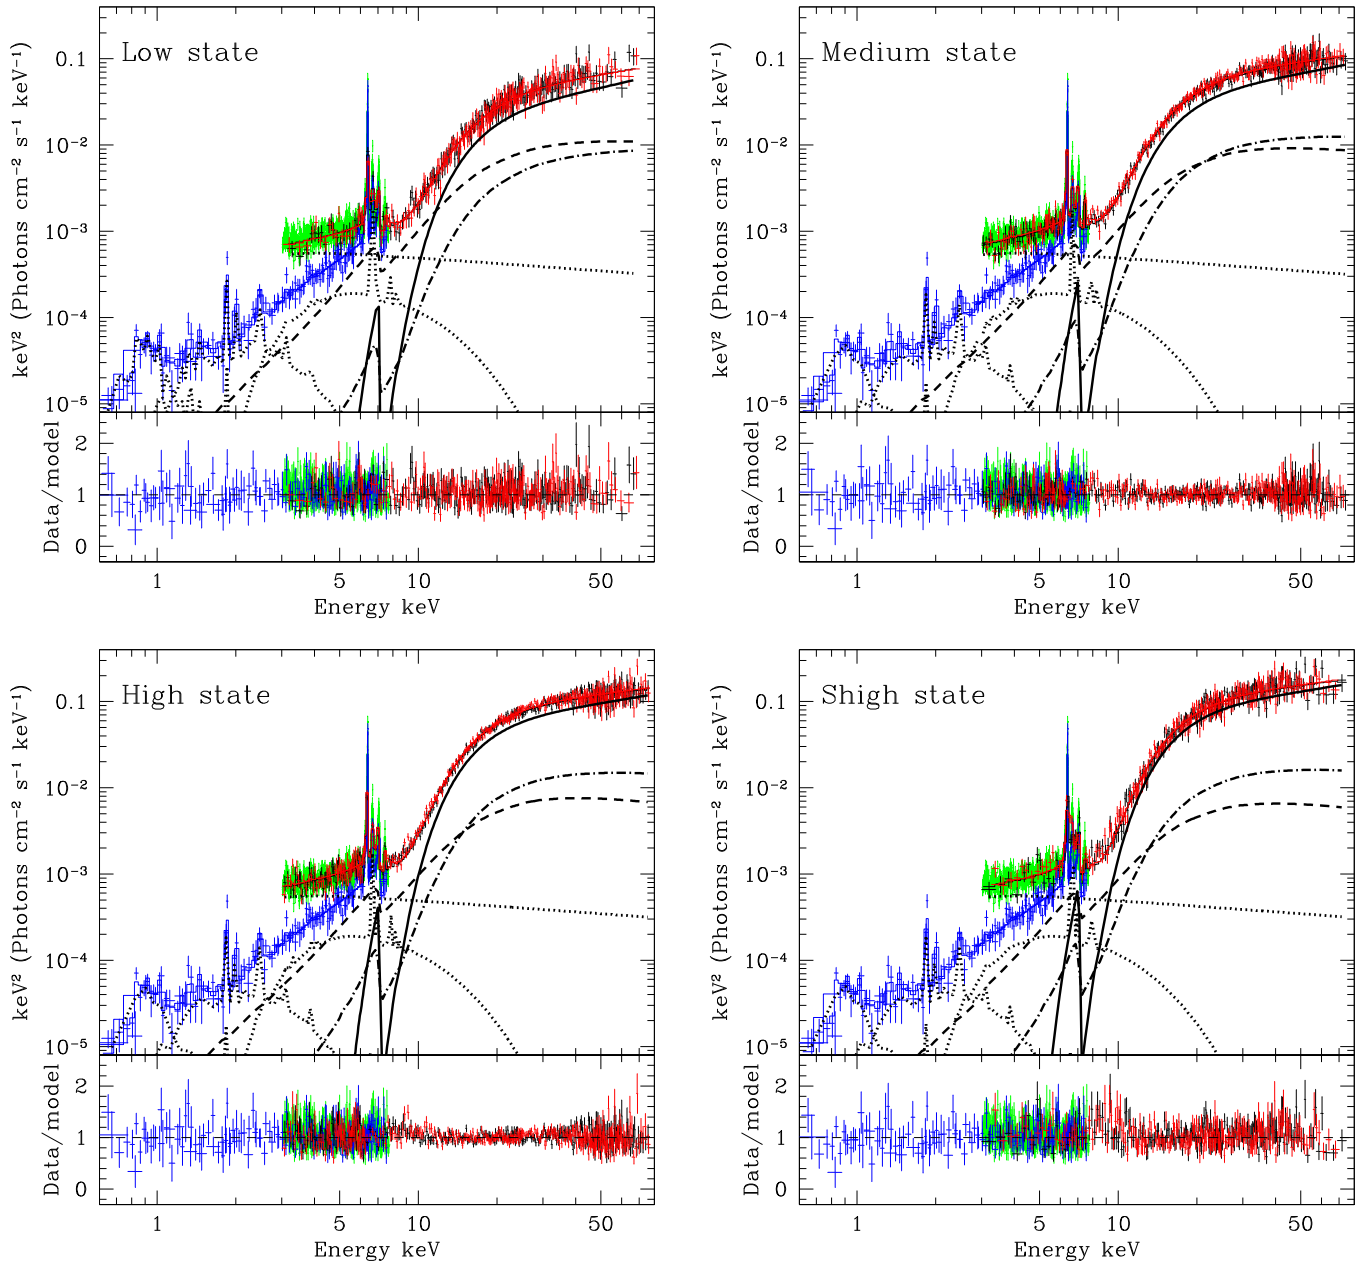 Low state
keV² (Photons cm⁻² s⁻¹ keV⁻¹)
0.1
10⁻²
10⁻³
10⁻⁴
10⁻⁵
Data/model
2
1
0
1 5 10 50
Energy keV
Medium state
keV² (Photons cm⁻² s⁻¹ keV⁻¹)
0.1
10⁻²
10⁻³
10⁻⁴
10⁻⁵
Data/model
2
1
0
1 5 10 50
Energy keV
High state
keV² (Photons cm⁻² s⁻¹ keV⁻¹)
0.1
10⁻²
10⁻³
10⁻⁴
10⁻⁵
Data/model
2
1
0
1 5 10 50
Energy keV
Shigh state
keV² (Photons cm⁻² s⁻¹ keV⁻¹)
0.1
10⁻²
10⁻³
10⁻⁴
10⁻⁵
Data/model
2
1
0
1 5 10 50
Energy keV